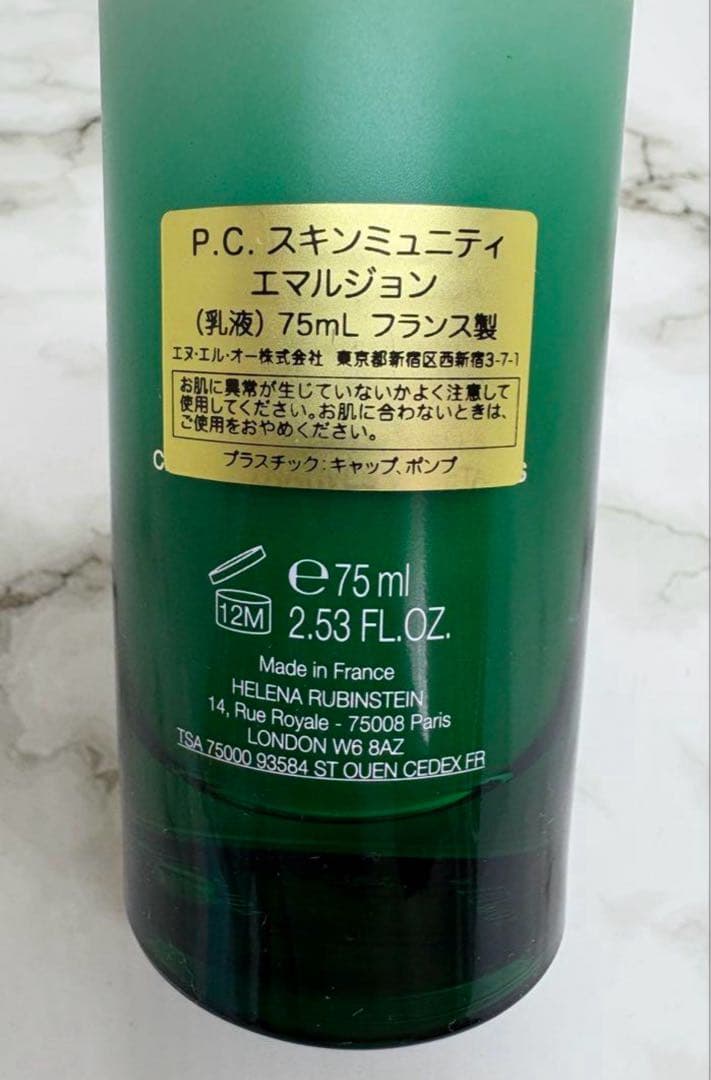 P.C. スキンミュニティ
エマルジョン
(乳液) 75mL フランス製
エヌ・エル・オー株式会社 東京都新宿区西新宿3-7-1
お肌に異常が生じていないかよく注意して
使用してください。お肌に合わないときは、
ご使用をおやめください。
プラスチック:キャップ、ポンプ
12M
e75 ml
2.53 FL.OZ.
Made in France
HELENA RUBINSTEIN
14, Rue Royale - 75008 Paris
LONDON W6 8AZ
TSA 75000 93584 ST OUEN CEDEX FR